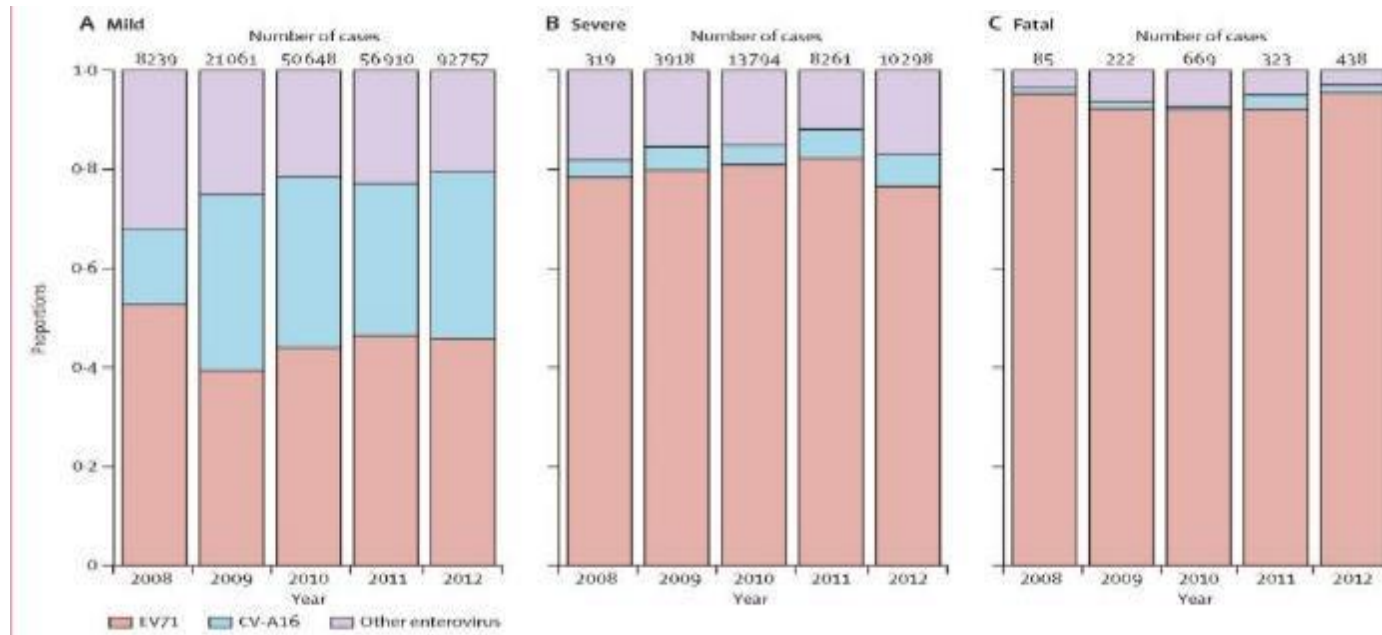 A Mild
Number of cases
8239 21061 50648 56910 92757
1·0
0·8
0·6
0·4
0·2
0
Proportions
2008 2009 2010 2011 2012
Year
B Severe
Number of cases
319 3918 13704 8261 10298
2008 2009 2010 2011 2012
Year
C Fatal
Number of cases
85 222 669 323 438
2008 2009 2010 2011 2012
Year
EV71 CV-A16 Other enterovirus